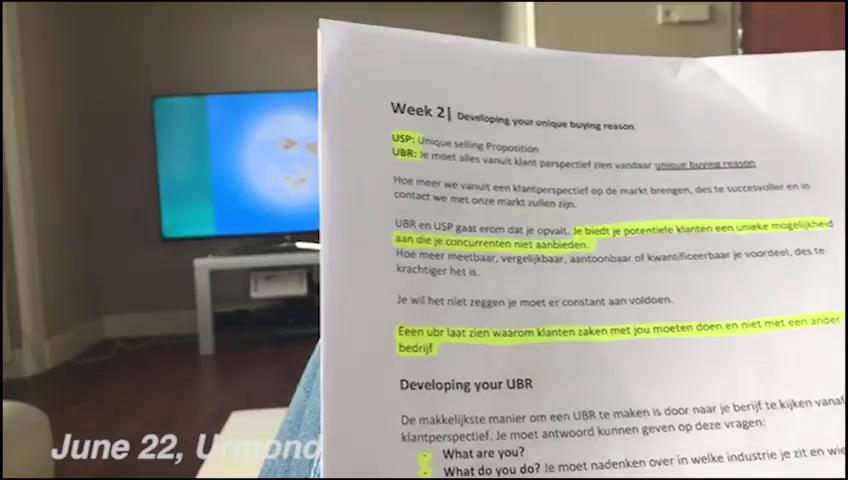 Week 2| Developing your unique buying reason
USP: Unique selling Proposition
UBR: Je moet alles vanuit klant perspectief zien vandaar unique buying reason
Hoe meer we vanuit een klantperspectief op de markt brengen, des te succesvoller en in
contact we met onze markt zullen zijn.
UBR en USP gaat erom dat je opvalt. Je biedt je potentiele klanten een unieke mogelijkheid
aan die je concurrenten niet aanbieden.
Hoe meer meetbaar, vergelijkbaar, aantoonbaar of kwantificeerbaar je voordeel, des te
krachtiger het is.
Je wil het niet zeggen je moet er constant aan voldoen.
Eeen ubr laat zien waarom klanten zaken met jou moeten doen en niet met een ander
bedrijf
Developing your UBR
De makkelijkste manier om een UBR te maken is door naar je berijf te kijken vanaf
klantperspectief. Je moet antwoord kunnen geven op deze vragen:
- What are you?
- What do you do? Je moet nadenken over in welke industrie je zit en wie
June 22, Urmond